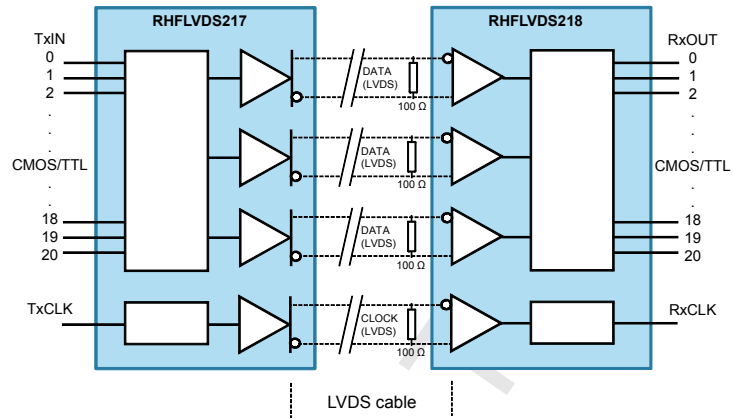 RHFLVDS217
RHFLVDS218
TxIN
0
1
2
.
.
.
CMOS/TTL
.
.
18
19
20
TxCLK
DATA
(LVDS)
100 Ω
DATA
(LVDS)
100 Ω
DATA
(LVDS)
100 Ω
CLOCK
(LVDS)
100 Ω
RxOUT
0
1
2
.
.
.
CMOS/TTL
.
.
18
19
20
RxCLK
LVDS cable